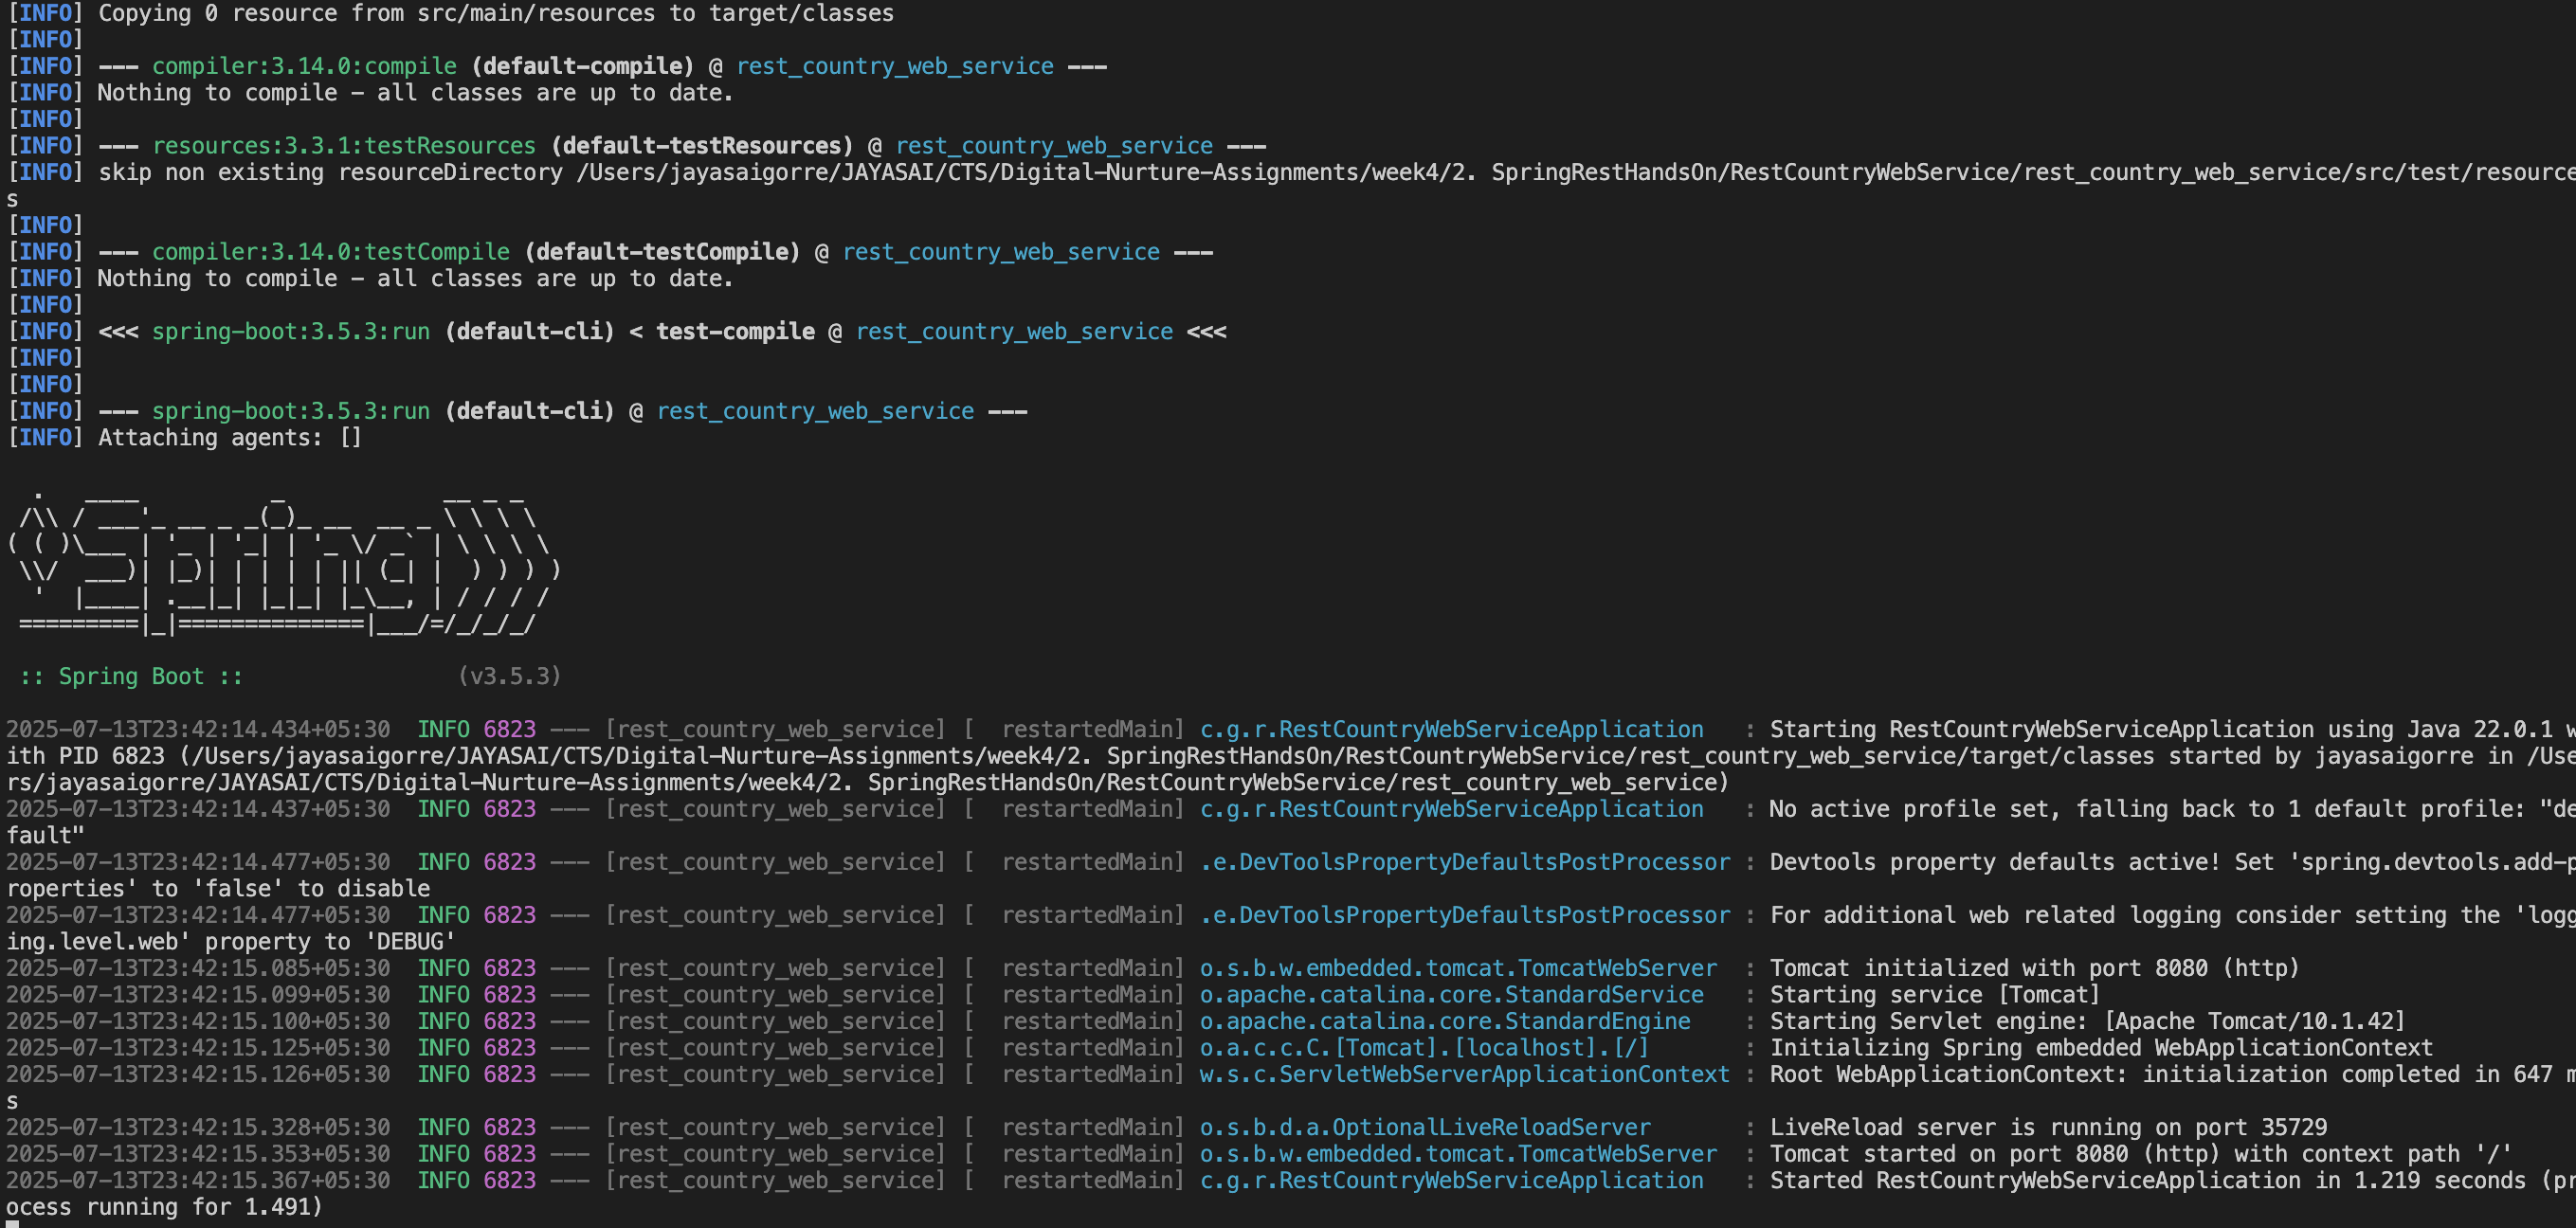 [INFO] Copying 0 resource from src/main/resources to target/classes
[INFO]
[INFO] --- compiler:3.14.0:compile (default-compile) @ rest_country_web_service ---
[INFO] Nothing to compile - all classes are up to date.
[INFO]
[INFO] --- resources:3.3.1:testResources (default-testResources) @ rest_country_web_service ---
[INFO] skip non existing resourceDirectory /Users/jayasaigorre/JAYASAI/CTS/Digital-Nurture-Assignments/week4/2. SpringRestHandsOn/RestCountryWebService/rest_country_web_service/src/test/resource
s
[INFO]
[INFO] --- compiler:3.14.0:testCompile (default-testCompile) @ rest_country_web_service ---
[INFO] Nothing to compile - all classes are up to date.
[INFO]
[INFO] <<< spring-boot:3.5.3:run (default-cli) < test-compile @ rest_country_web_service <<<
[INFO]
[INFO]
[INFO] --- spring-boot:3.5.3:run (default-cli) @ rest_country_web_service ---
[INFO] Attaching agents: []
  .   ____          _            __ _ _
 /\\ / ___'_ __ _ _(_)_ __  __ _ \ \ \ \
( ( )\___ | '_ | '_| | '_ \/ _` | \ \ \ \
 \\/  ___)| |_)| | | | | || (_| |  ) ) ) )
  '  |____| .__|_| |_|_| |_\__, | / / / /
 =========|_|==============|___/=/_/_/_/
 :: Spring Boot ::                (v3.5.3)
2025-07-13T23:42:14.434+05:30  INFO 6823 --- [rest_country_web_service] [  restartedMain] c.g.r.RestCountryWebServiceApplication   : Starting RestCountryWebServiceApplication using Java 22.0.1 w
ith PID 6823 (/Users/jayasaigorre/JAYASAI/CTS/Digital-Nurture-Assignments/week4/2. SpringRestHandsOn/RestCountryWebService/rest_country_web_service/target/classes started by jayasaigorre in /Use
rs/jayasaigorre/JAYASAI/CTS/Digital-Nurture-Assignments/week4/2. SpringRestHandsOn/RestCountryWebService/rest_country_web_service)
2025-07-13T23:42:14.437+05:30  INFO 6823 --- [rest_country_web_service] [  restartedMain] c.g.r.RestCountryWebServiceApplication   : No active profile set, falling back to 1 default profile: "de
fault"
2025-07-13T23:42:14.477+05:30  INFO 6823 --- [rest_country_web_service] [  restartedMain] .e.DevToolsPropertyDefaultsPostProcessor : Devtools property defaults active! Set 'spring.devtools.add-p
roperties' to 'false' to disable
2025-07-13T23:42:14.477+05:30  INFO 6823 --- [rest_country_web_service] [  restartedMain] .e.DevToolsPropertyDefaultsPostProcessor : For additional web related logging consider setting the 'logg
ing.level.web' property to 'DEBUG'
2025-07-13T23:42:15.085+05:30  INFO 6823 --- [rest_country_web_service] [  restartedMain] o.s.b.w.embedded.tomcat.TomcatWebServer  : Tomcat initialized with port 8080 (http)
2025-07-13T23:42:15.099+05:30  INFO 6823 --- [rest_country_web_service] [  restartedMain] o.apache.catalina.core.StandardService   : Starting service [Tomcat]
2025-07-13T23:42:15.100+05:30  INFO 6823 --- [rest_country_web_service] [  restartedMain] o.apache.catalina.core.StandardEngine    : Starting Servlet engine: [Apache Tomcat/10.1.42]
2025-07-13T23:42:15.125+05:30  INFO 6823 --- [rest_country_web_service] [  restartedMain] o.a.c.c.C.[Tomcat].[localhost].[/]       : Initializing Spring embedded WebApplicationContext
2025-07-13T23:42:15.126+05:30  INFO 6823 --- [rest_country_web_service] [  restartedMain] w.s.c.ServletWebServerApplicationContext : Root WebApplicationContext: initialization completed in 647 m
s
2025-07-13T23:42:15.328+05:30  INFO 6823 --- [rest_country_web_service] [  restartedMain] o.s.b.d.a.OptionalLiveReloadServer       : LiveReload server is running on port 35729
2025-07-13T23:42:15.353+05:30  INFO 6823 --- [rest_country_web_service] [  restartedMain] o.s.b.w.embedded.tomcat.TomcatWebServer  : Tomcat started on port 8080 (http) with context path '/'
2025-07-13T23:42:15.367+05:30  INFO 6823 --- [rest_country_web_service] [  restartedMain] c.g.r.RestCountryWebServiceApplication   : Started RestCountryWebServiceApplication in 1.219 seconds (pr
ocess running for 1.491)